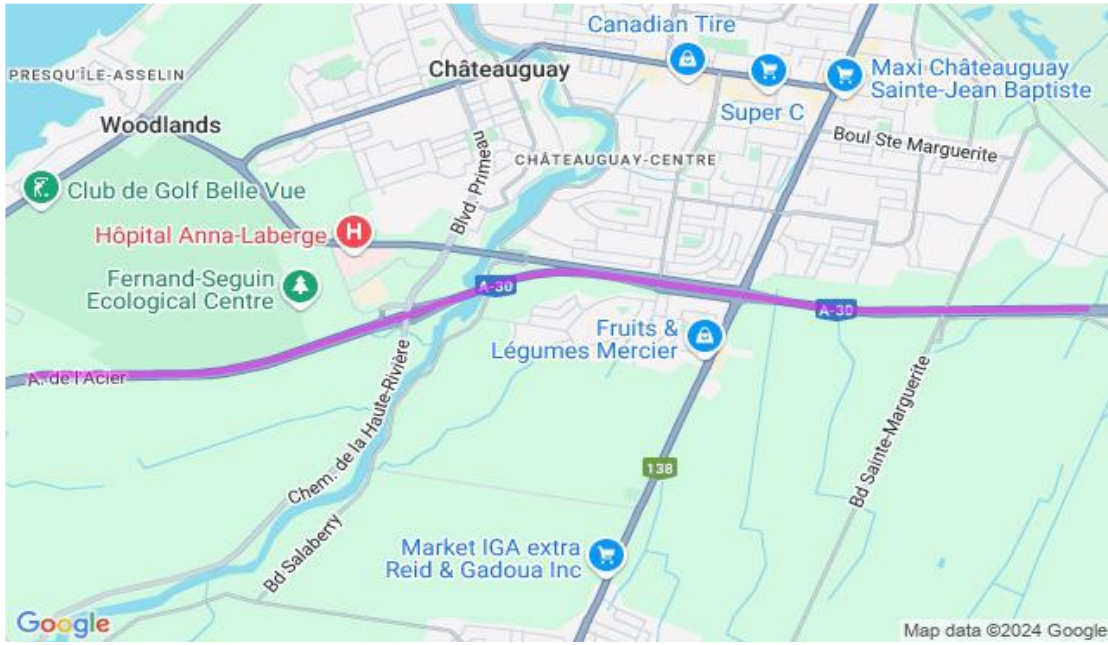 Canadian Tire
PRESQU'ÎLE-ASSELIN
Châteauguay
Maxi Châteauguay
Sainte-Jean Baptiste
Super C
Woodlands
Boul Ste Marguerite
CHÂTEAUGUAY-CENTRE
Blvd. Primeau
Club de Golf Belle Vue
Hôpital Anna-Laberge
H
Fernand-Seguin
Ecological Centre
A-30
A-30
Fruits &
Légumes Mercier
A. de l'Acier
Chem. de la Haute-Rivière
Bd Sainte-Marguerite
138
Bd Salaberry
Market IGA extra
Reid & Gadoua Inc
Google
Map data ©2024 Google